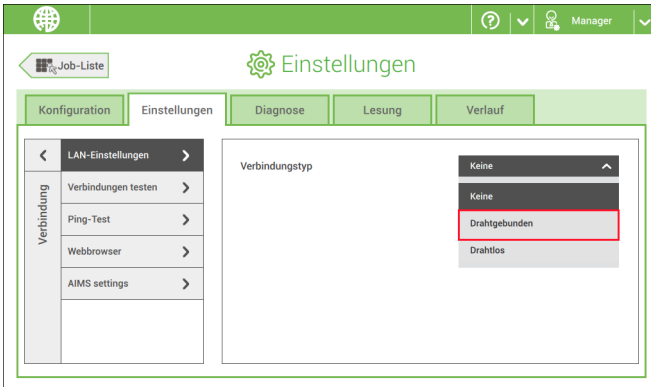 Manager
Job-Liste
Einstellungen
Konfiguration
Einstellungen
Diagnose
Lesung
Verlauf
Verbindung
LAN-Einstellungen
Verbindungen testen
Ping-Test
Webbrowser
AIMS settings
Verbindungstyp
Keine
Keine
Drahtgebunden
Drahtlos